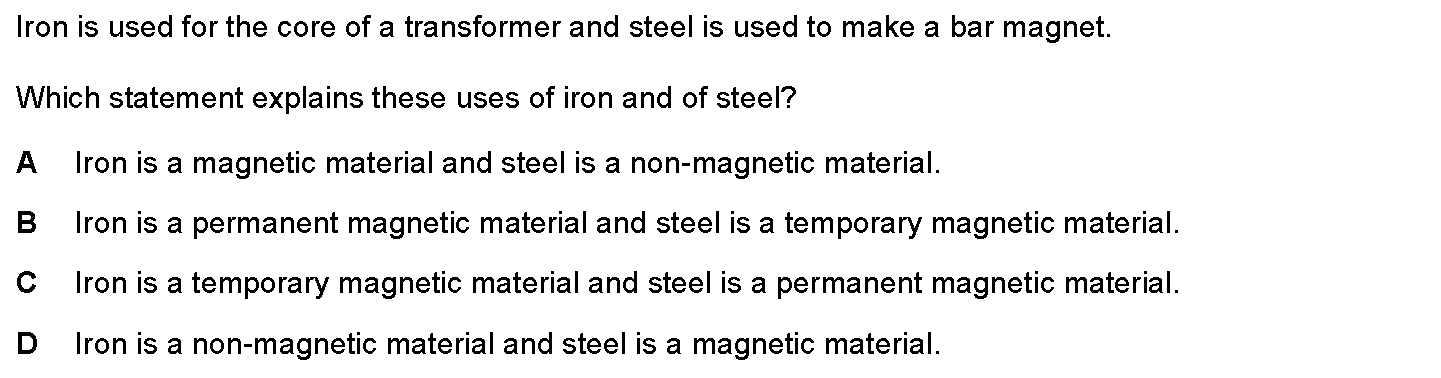 Iron is used for the core of a transformer and steel is used to make a bar magnet.
Which statement explains these uses of iron and of steel?
A Iron is a magnetic material and steel is a non-magnetic material.
B Iron is a permanent magnetic material and steel is a temporary magnetic material.
C Iron is a temporary magnetic material and steel is a permanent magnetic material.
D Iron is a non-magnetic material and steel is a magnetic material.